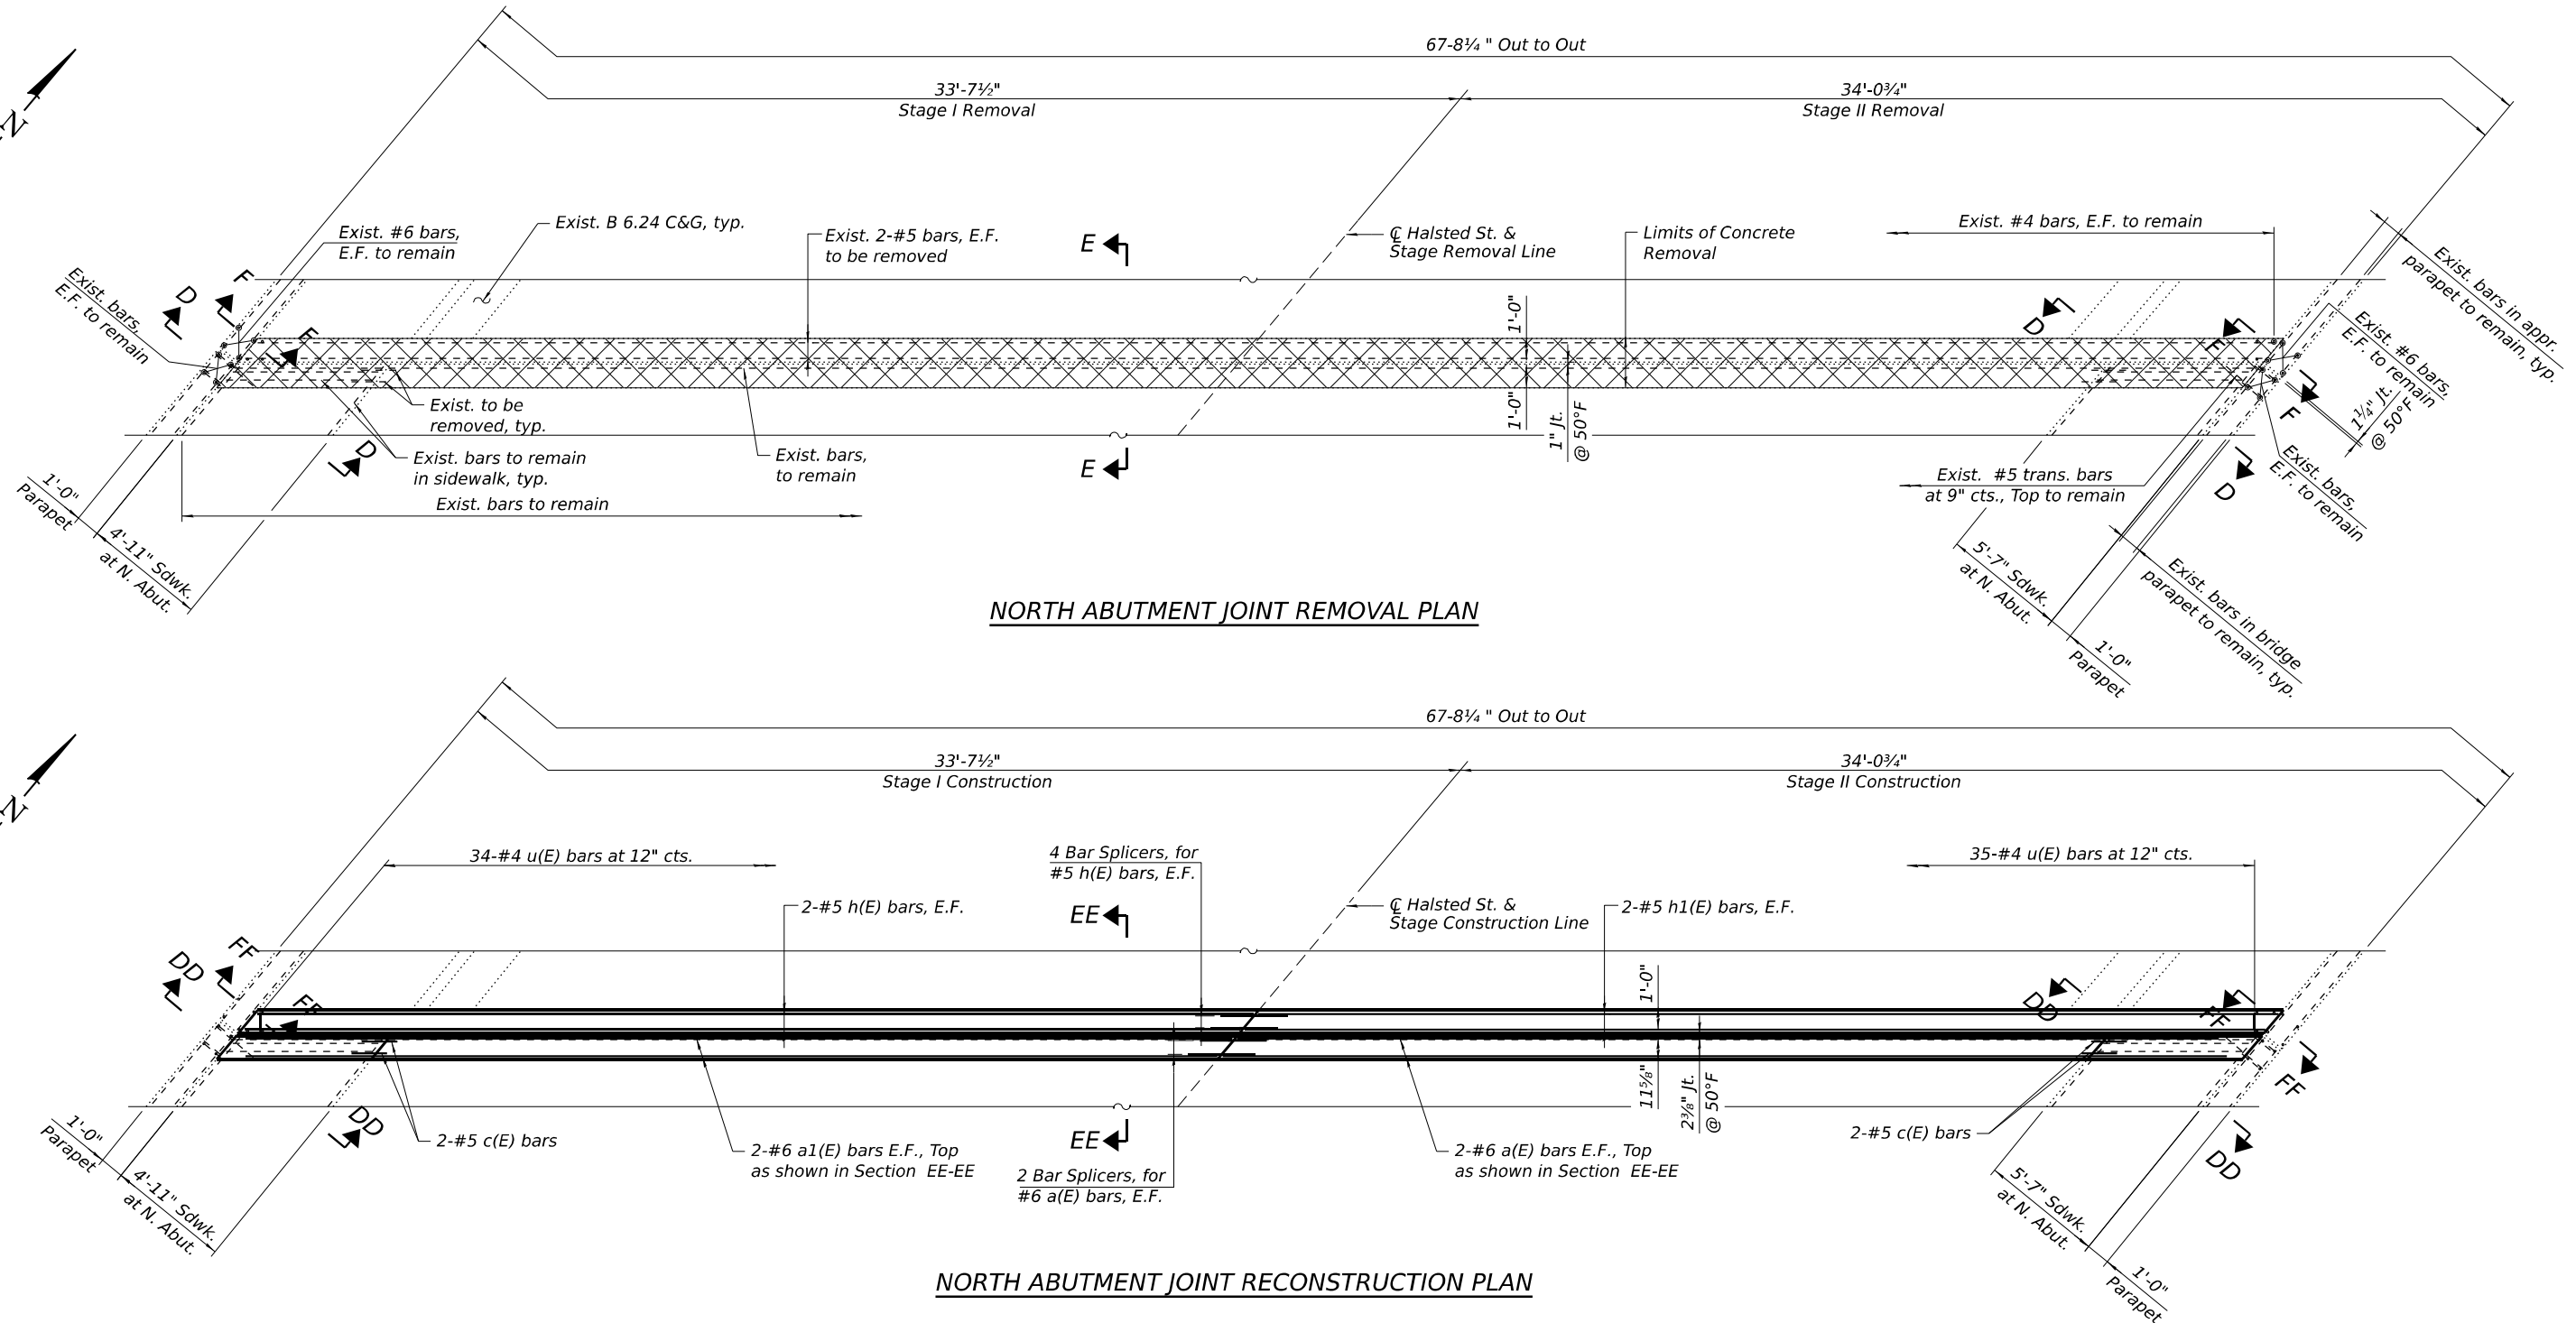 67-8¼ " Out to Out
33'-7½"
Stage I Removal
34'-0¾"
Stage II Removal
N
Exist. #6 bars,
E.F. to remain
Exist. B 6.24 C&G, typ.
Exist. 2-#5 bars, E.F.
to be removed
E
℄ Halsted St. &
Stage Removal Line
Limits of Concrete
Removal
Exist. #4 bars, E.F. to remain
Exist. bars in appr.
parapet to remain, typ.
Exist. bars,
E.F. to remain
D
F
F
1'-0"
1'-0"
1" Jt.
@ 50°F
D
F
Exist. #6 bars,
E.F. to remain
1¼" Jt.
@ 50°F
F
Exist. to be
removed, typ.
D
Exist. bars to remain
in sidewalk, typ.
Exist. bars,
to remain
E
Exist. bars to remain
Exist. #5 trans. bars
at 9" cts., Top to remain
D
Exist. bars,
E.F. to remain
1'-0"
Parapet
4'-11" Sdwk.
at N. Abut.
5'-7" Sdwk.
at N. Abut.
1'-0"
Parapet
Exist. bars in bridge
parapet to remain, typ.
NORTH ABUTMENT JOINT REMOVAL PLAN
67-8¼ " Out to Out
33'-7½"
Stage I Construction
34'-0¾"
Stage II Construction
N
34-#4 u(E) bars at 12" cts.
4 Bar Splicers, for
#5 h(E) bars, E.F.
35-#4 u(E) bars at 12" cts.
2-#5 h(E) bars, E.F.
EE
℄ Halsted St. &
Stage Construction Line
2-#5 h1(E) bars, E.F.
DD
FF
FF
1'-0"
11⅝"
2⅜" Jt.
@ 50°F
DD
FF
FF
DD
2-#5 c(E) bars
2-#6 a1(E) bars E.F., Top
as shown in Section EE-EE
EE
2 Bar Splicers, for
#6 a(E) bars, E.F.
2-#6 a(E) bars E.F., Top
as shown in Section EE-EE
2-#5 c(E) bars
DD
1'-0"
Parapet
4'-11" Sdwk.
at N. Abut.
5'-7" Sdwk.
at N. Abut.
1'-0"
Parapet
NORTH ABUTMENT JOINT RECONSTRUCTION PLAN